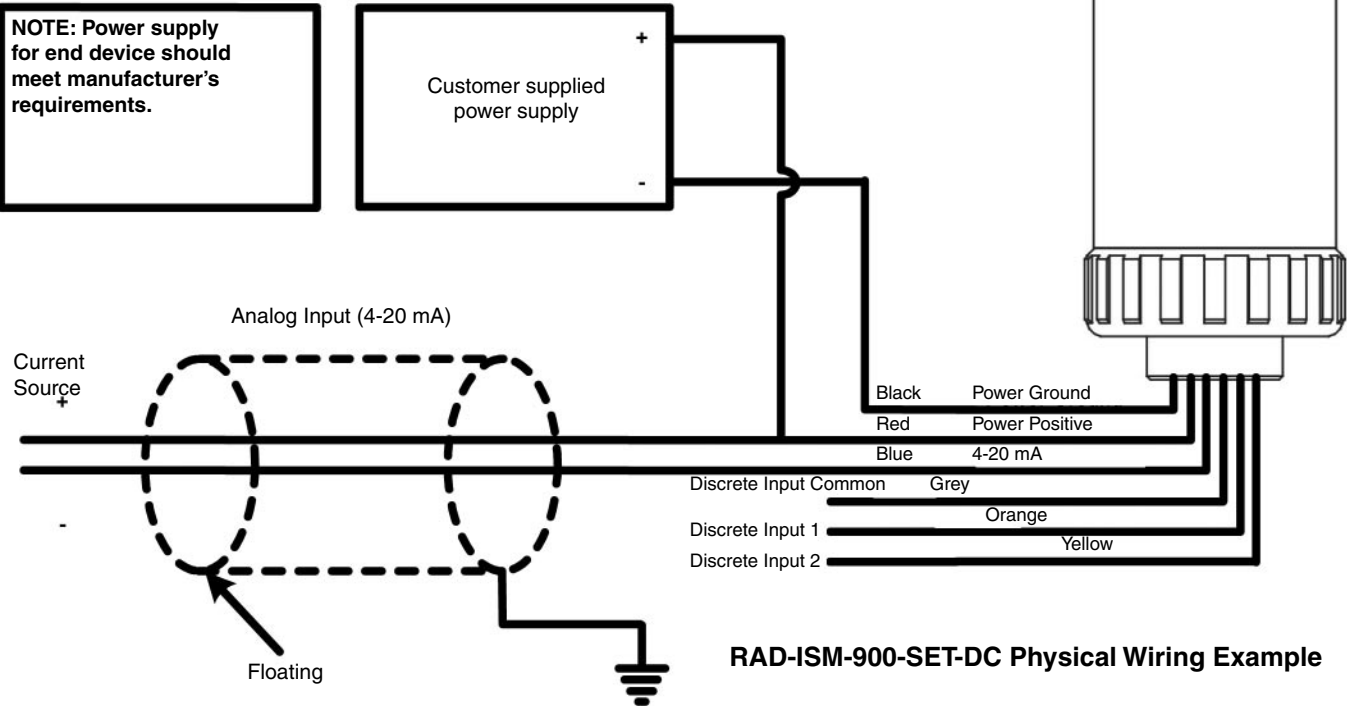 NOTE: Power supply
for end device should
meet manufacturer's
requirements.
+
Customer supplied
power supply
-
Analog Input (4-20 mA)
Current
Source
+
-
Floating
Black Power Ground
Red Power Positive
Blue 4-20 mA
Discrete Input Common Grey
Orange
Discrete Input 1
Yellow
Discrete Input 2
RAD-ISM-900-SET-DC Physical Wiring Example